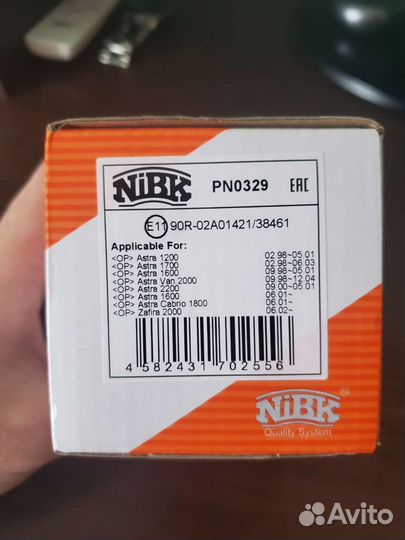 NiBK PN0329 EAC
E11 90R-02A01421/38461
Applicable For:
<OP> Astra 1200 02.98~05.01
<OP> Astra 1700 02.98~06.03
<OP> Astra 1600 09.98~05.01
<OP> Astra Van 2000 09.98~12.04
<OP> Astra 2200 09.00~05.01
<OP> Astra 1600 06.01~
<OP> Astra Cabrio 1800 06.01~
<OP> Zafira 2000 06.02~
4 582431 702556
NiBK ®
Quality System
Avito